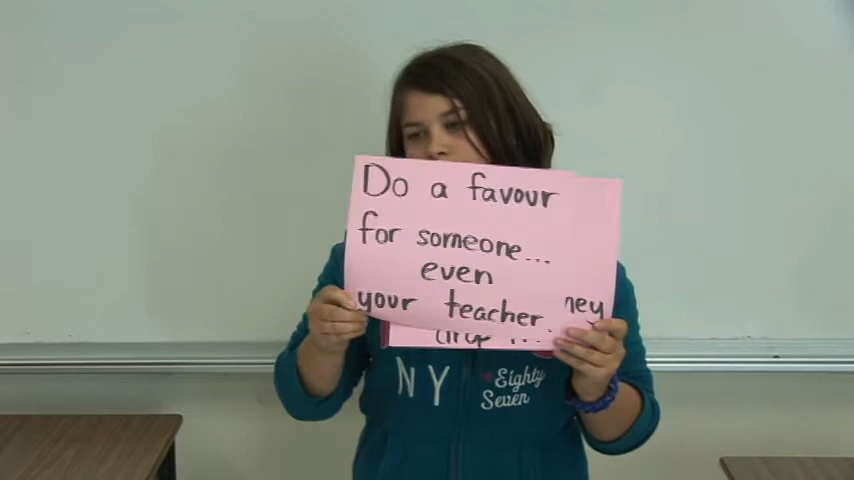 Do a favour
for someone...
even
your teacher.
ney
NY
Eighty
Seven